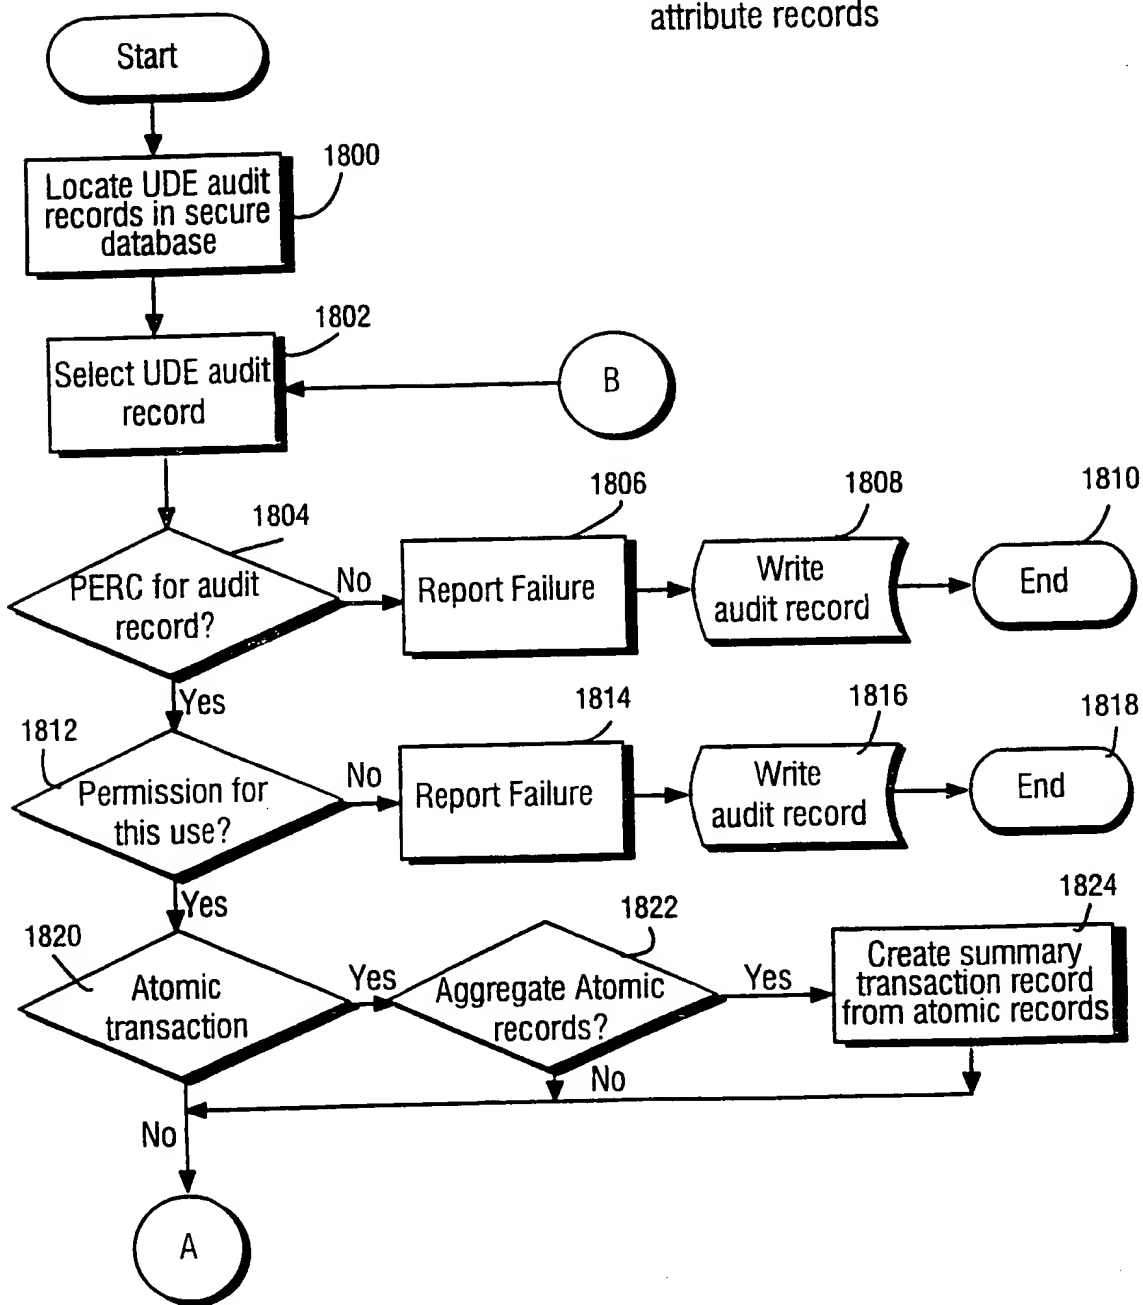 attribute records
Start
1800
Locate UDE audit
records in secure
database
1802
Select UDE audit
record
B
1804
PERC for audit
record?
No
1806
Report Failure
1808
Write
audit record
1810
End
Yes
1812
Permission for
this use?
No
1814
Report Failure
1816
Write
audit record
1818
End
Yes
1820
Atomic
transaction
Yes
1822
Aggregate Atomic
records?
Yes
1824
Create summary
transaction record
from atomic records
No
No
A